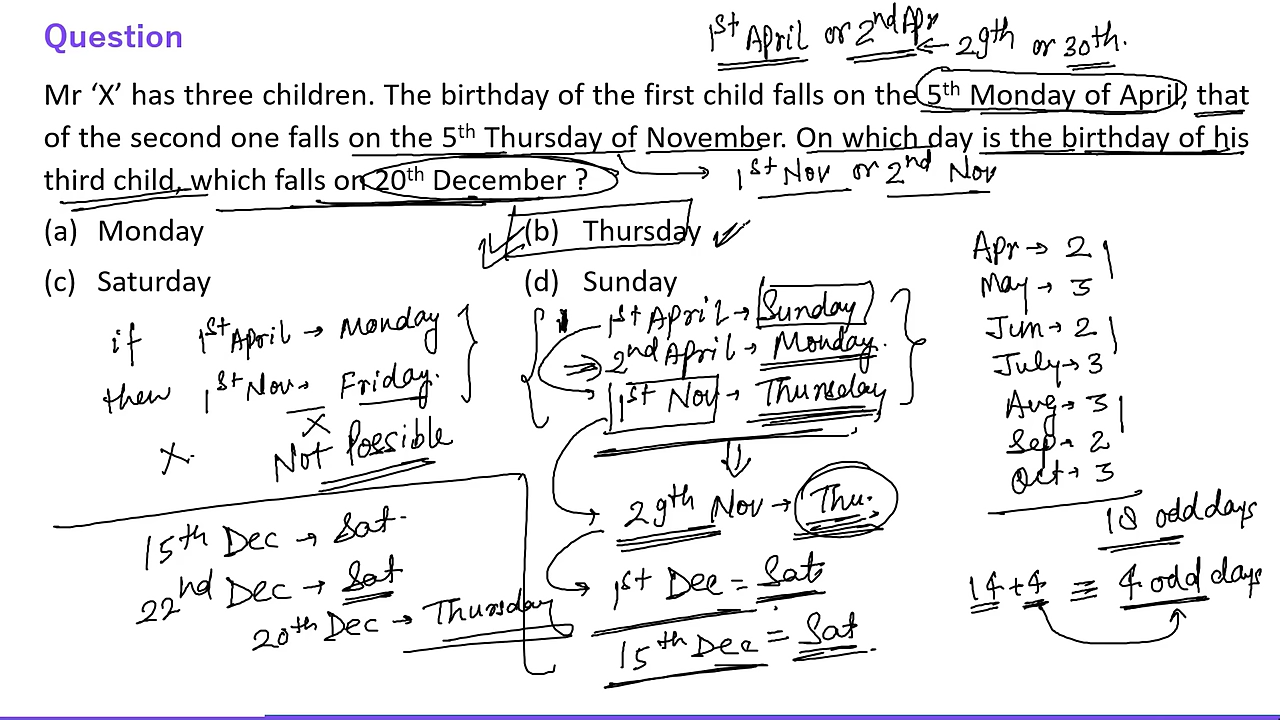 Question
1st April or 2nd Apr ← 29th or 30th.
Mr ‘X’ has three children. The birthday of the first child falls on the 5th Monday of April, that
of the second one falls on the 5th Thursday of November. On which day is the birthday of his
third child, which falls on 20th December ?
→ 1st Nov or 2nd Nov
(a) Monday
(b) Thursday
(c) Saturday
(d) Sunday
if 1st April → Monday
then 1st Nov → Friday.
X
X. Not Possible
1st April → Sunday
2nd April → Monday.
1st Nov → Thursday
29th Nov → Thu.
1st Dec = Sat
15th Dec = Sat.
15th Dec → Sat.
22nd Dec → Sat
20th Dec → Thursday
Apr → 2
May → 3
Jun → 2
July → 3
Aug → 3
Sep → 2
Oct → 3
18 odd days
14 + 4 ≡ 4 odd days